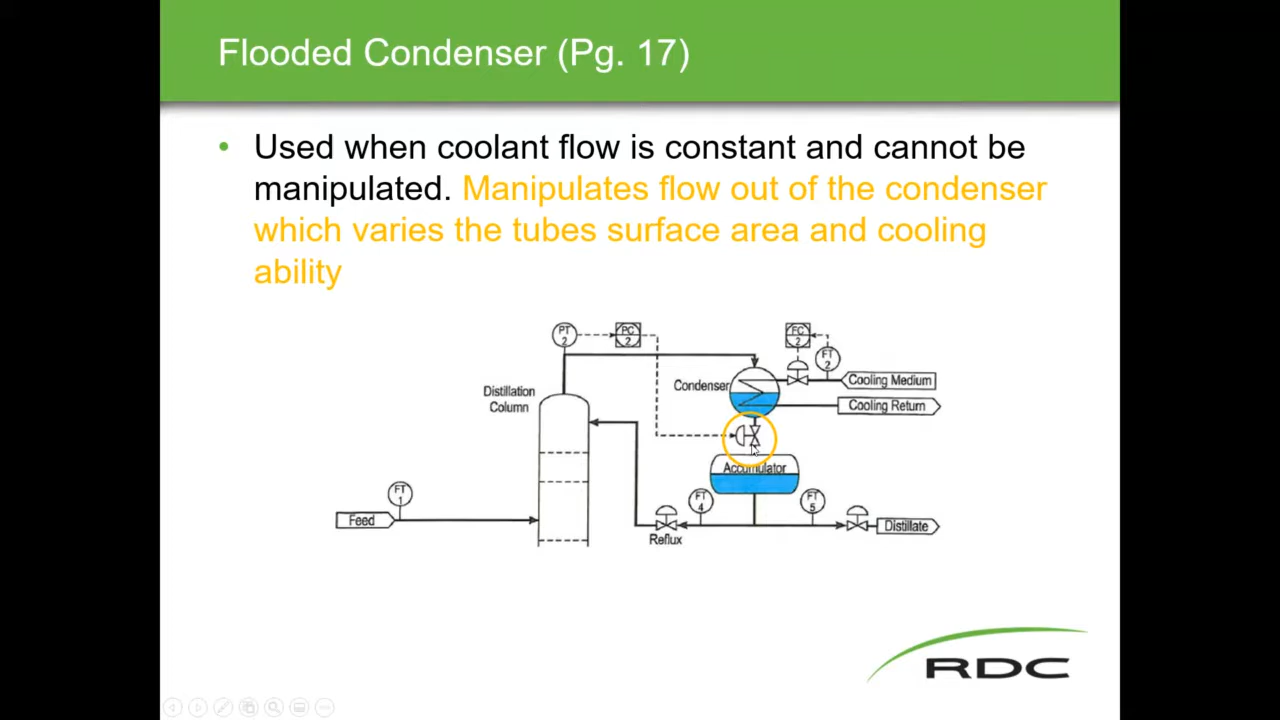 Flooded Condenser (Pg. 17)
• Used when coolant flow is constant and cannot be
manipulated. Manipulates flow out of the condenser
which varies the tubes surface area and cooling
ability
PT
2
PC
2
FC
2
FT
2
Condenser
Cooling Medium
Cooling Return
Distillation
Column
Accumulator
FT
1
FT
4
FT
5
Feed
Reflux
Distillate
RDC